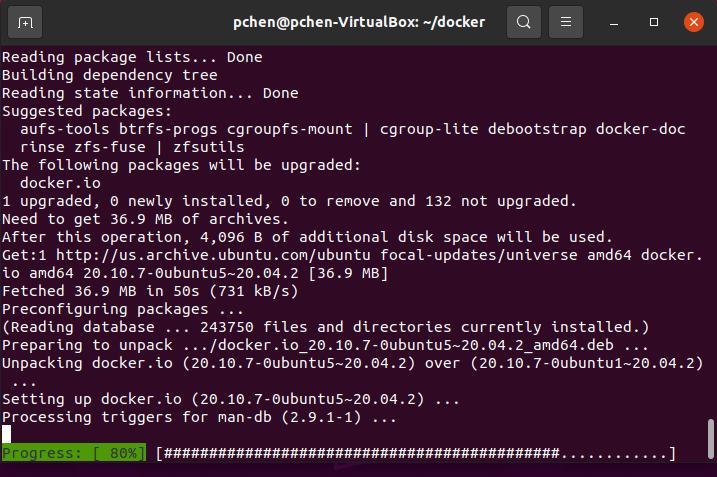 pchen@pchen-VirtualBox: ~/docker
Reading package lists... Done
Building dependency tree
Reading state information... Done
Suggested packages:
  aufs-tools btrfs-progs cgroupfs-mount | cgroup-lite debootstrap docker-doc
  rinse zfs-fuse | zfsutils
The following packages will be upgraded:
  docker.io
1 upgraded, 0 newly installed, 0 to remove and 132 not upgraded.
Need to get 36.9 MB of archives.
After this operation, 4,096 B of additional disk space will be used.
Get:1 http://us.archive.ubuntu.com/ubuntu focal-updates/universe amd64 docker.
io amd64 20.10.7-0ubuntu5~20.04.2 [36.9 MB]
Fetched 36.9 MB in 50s (731 kB/s)
Preconfiguring packages ...
(Reading database ... 243750 files and directories currently installed.)
Preparing to unpack .../docker.io_20.10.7-0ubuntu5~20.04.2_amd64.deb ...
Unpacking docker.io (20.10.7-0ubuntu5~20.04.2) over (20.10.7-0ubuntu1~20.04.2)
 ...
Setting up docker.io (20.10.7-0ubuntu5~20.04.2) ...
Processing triggers for man-db (2.9.1-1) ...
Progress: [ 80%] [############################################............]